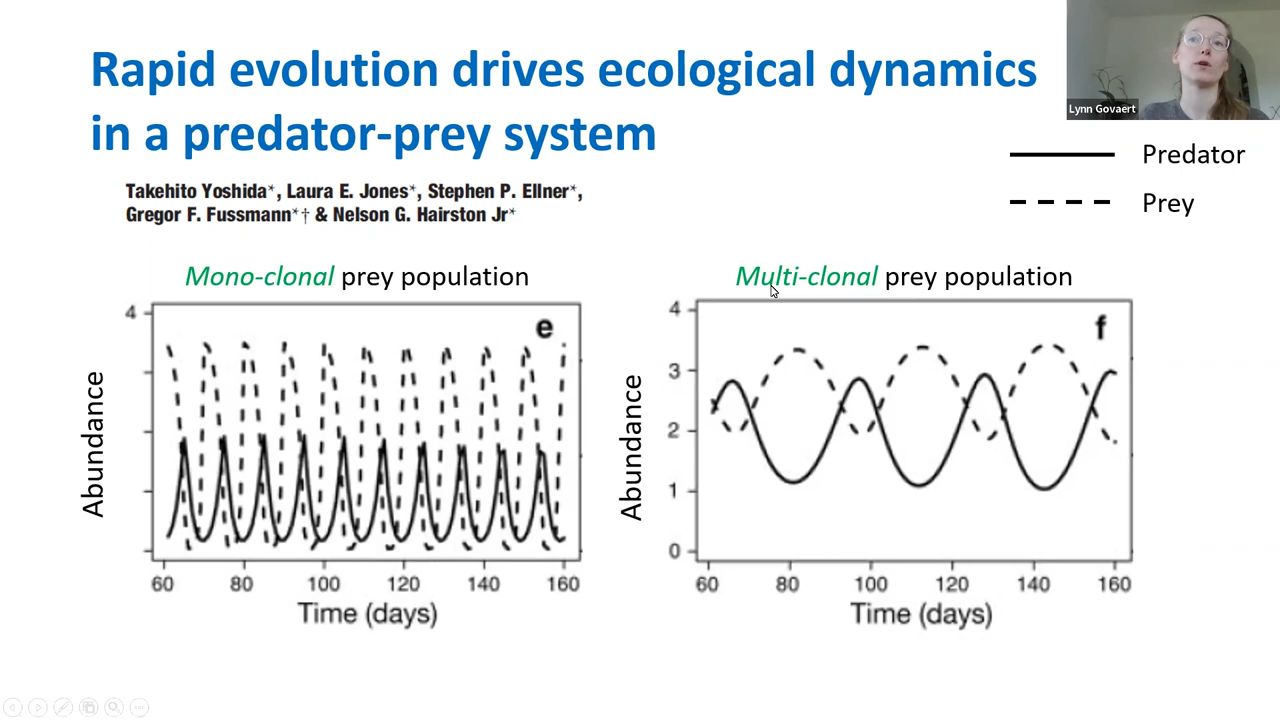 Rapid evolution drives ecological dynamics
in a predator-prey system
Lynn Govaert
Takehito Yoshida*, Laura E. Jones*, Stephen P. Ellner*,
Gregor F. Fussmann*† & Nelson G. Hairston Jr*
Predator
Prey
Mono-clonal prey population
4
e
Abundance
60 80 100 120 140 160
Time (days)
Multi-clonal prey population
4
3
2
1
0
f
Abundance
60 80 100 120 140 160
Time (days)